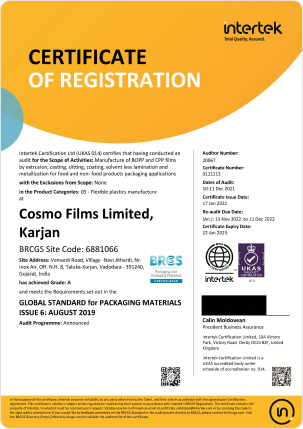 intertek
Total Quality. Assured.
CERTIFICATE
OF REGISTRATION
Intertek Certification Ltd (UKAS 014) certifies that having conducted an
audit for the Scope of Activities: Manufacture of BOPP and CPP films
by extrusion, casting, slitting, solvent less lamination and
metallization for food and non- food products packaging applications
with the Exclusions from Scope: None
in the Product Categories: 05 - Flexible plastics manufacture
at
Cosmo Films Limited,
Karjan
BRCGS Site Code: 6881066
Site Address: Vemardi Road, Village -Navi Jithardi, Nr.
Inox Air, Off. N.H. 8, Taluka-Karjan, Vadodara - 391240,
Gujarat, India
has achieved Grade: A
and meets the Requirements set out in the
GLOBAL STANDARD for PACKAGING MATERIALS
ISSUE 6: AUGUST 2019
Audit Programme: Announced
BRCGS
Packaging and
Packaging Materials
CERTIFICATED
Auditor Number:
20067
Certificate Number:
0121213
Dates of Audit:
10-11 Dec 2021
Certificate Issue Date:
17 Jan 2022
Re-audit Due Date:
(An.): 13 Nov 2022 to 11 Dec 2022
Certificate Expiry Date:
22 Jan 2023
intertek
UKAS
Calin Moldovean
President Business Assurance
Intertek Certification Limited, 10A Victory
Park, Victory Road, Derby DE24 8ZF, United
Kingdom
Intertek Certification Limited is a
UKAS accredited body under
schedule of accreditation no. 014.